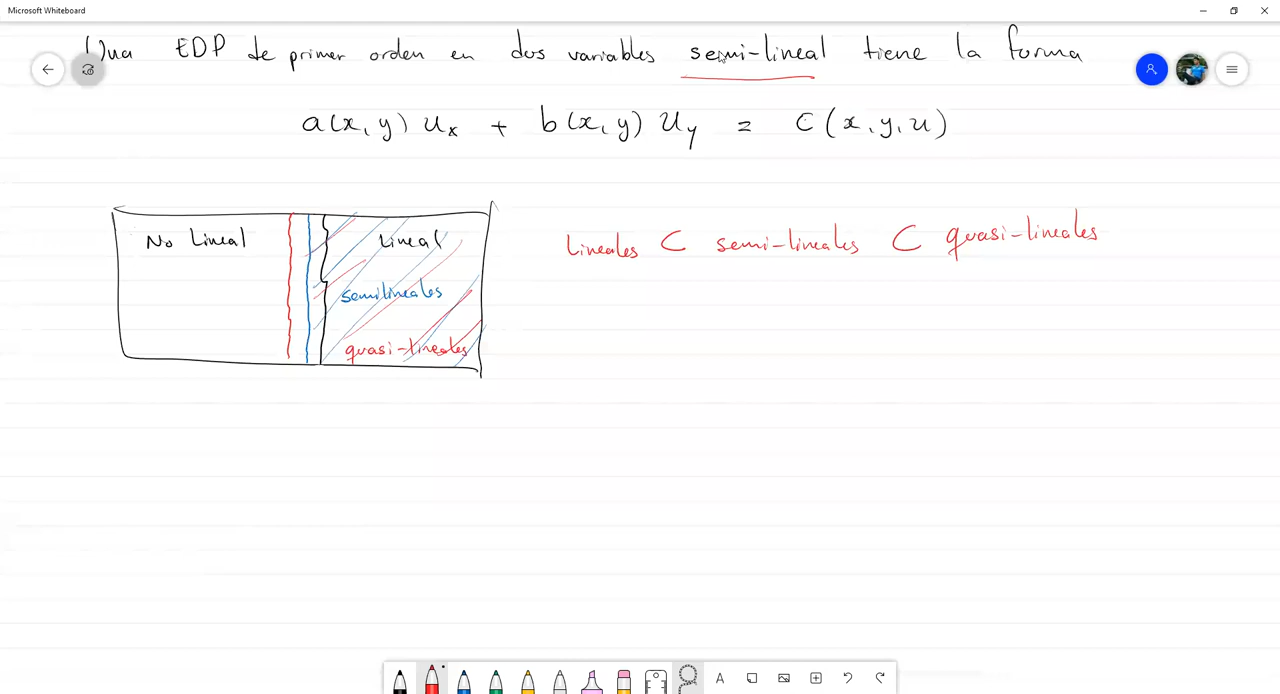 Microsoft Whiteboard
Una EDP de primer orden en dos variables semi-lineal tiene la forma
a(x,y) ux + b(x,y) uy = c(x,y,u)
No Lineal
Lineal
semilineales
quasi-lineales
Lineales ⊂ semi-lineales ⊂ quasi-lineales
A